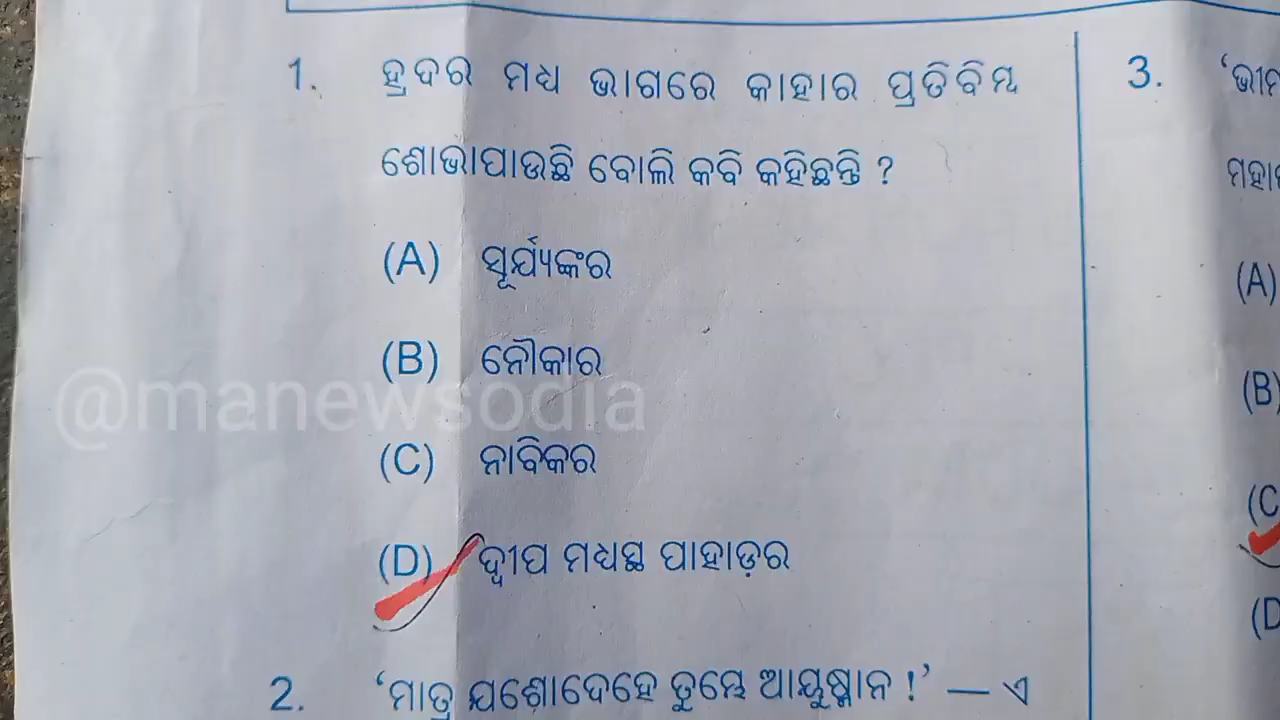 1. ହ୍ରଦର ମଧ୍ୟ ଭାଗରେ କାହାର ପ୍ରତିବିମ୍ବ
ଶୋଭାପାଉଛି ବୋଲି କବି କହିଛନ୍ତି ?
(A) ସୂର୍ଯ୍ୟଙ୍କର
(B) ନୌକାର
@manewsodia
(C) ନାବିକର
(D) ଦ୍ୱୀପ ମଧ୍ୟସ୍ଥ ପାହାଡ଼ର
2. ‘ମାତ୍ର ଯଶୋଦେହେ ତୁମ୍ଭେ ଆୟୁଷ୍ମାନ !’ — ଏ
3.
(A)
(B)